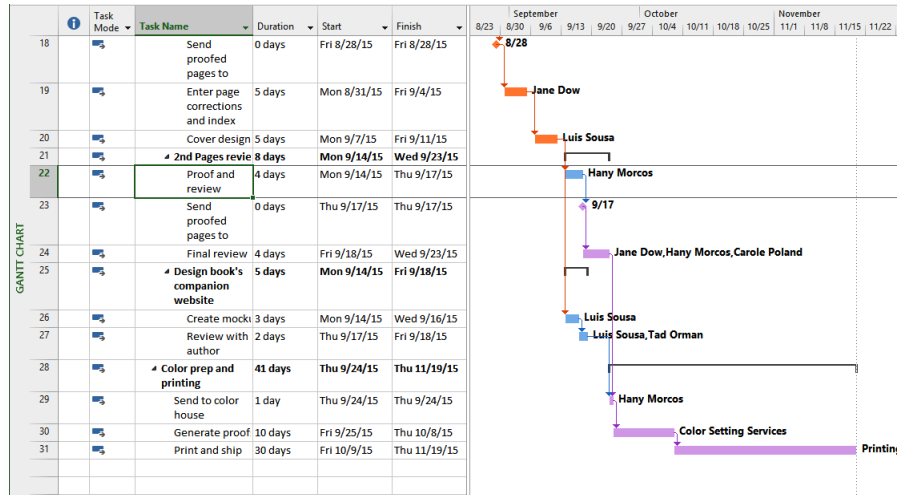 September October November
Task Mode Task Name Duration Start Finish 8/23 8/30 9/6 9/13 9/20 9/27 10/4 10/11 10/18 10/25 11/1 11/8 11/15 11/22
GANTT CHART
18 Send proofed pages to 0 days Fri 8/28/15 Fri 8/28/15 8/28
19 Enter page corrections and index 5 days Mon 8/31/15 Fri 9/4/15 Jane Dow
20 Cover design 5 days Mon 9/7/15 Fri 9/11/15 Luis Sousa
21 2nd Pages revie 8 days Mon 9/14/15 Wed 9/23/15
22 Proof and review 4 days Mon 9/14/15 Thu 9/17/15 Hany Morcos
23 Send proofed pages to 0 days Thu 9/17/15 Thu 9/17/15 9/17
24 Final review 4 days Fri 9/18/15 Wed 9/23/15 Jane Dow,Hany Morcos,Carole Poland
25 Design book's companion website 5 days Mon 9/14/15 Fri 9/18/15
26 Create mocku 3 days Mon 9/14/15 Wed 9/16/15 Luis Sousa
27 Review with author 2 days Thu 9/17/15 Fri 9/18/15 Luis Sousa,Tad Orman
28 Color prep and printing 41 days Thu 9/24/15 Thu 11/19/15
29 Send to color house 1 day Thu 9/24/15 Thu 9/24/15 Hany Morcos
30 Generate proof 10 days Fri 9/25/15 Thu 10/8/15 Color Setting Services
31 Print and ship 30 days Fri 10/9/15 Thu 11/19/15 Printing